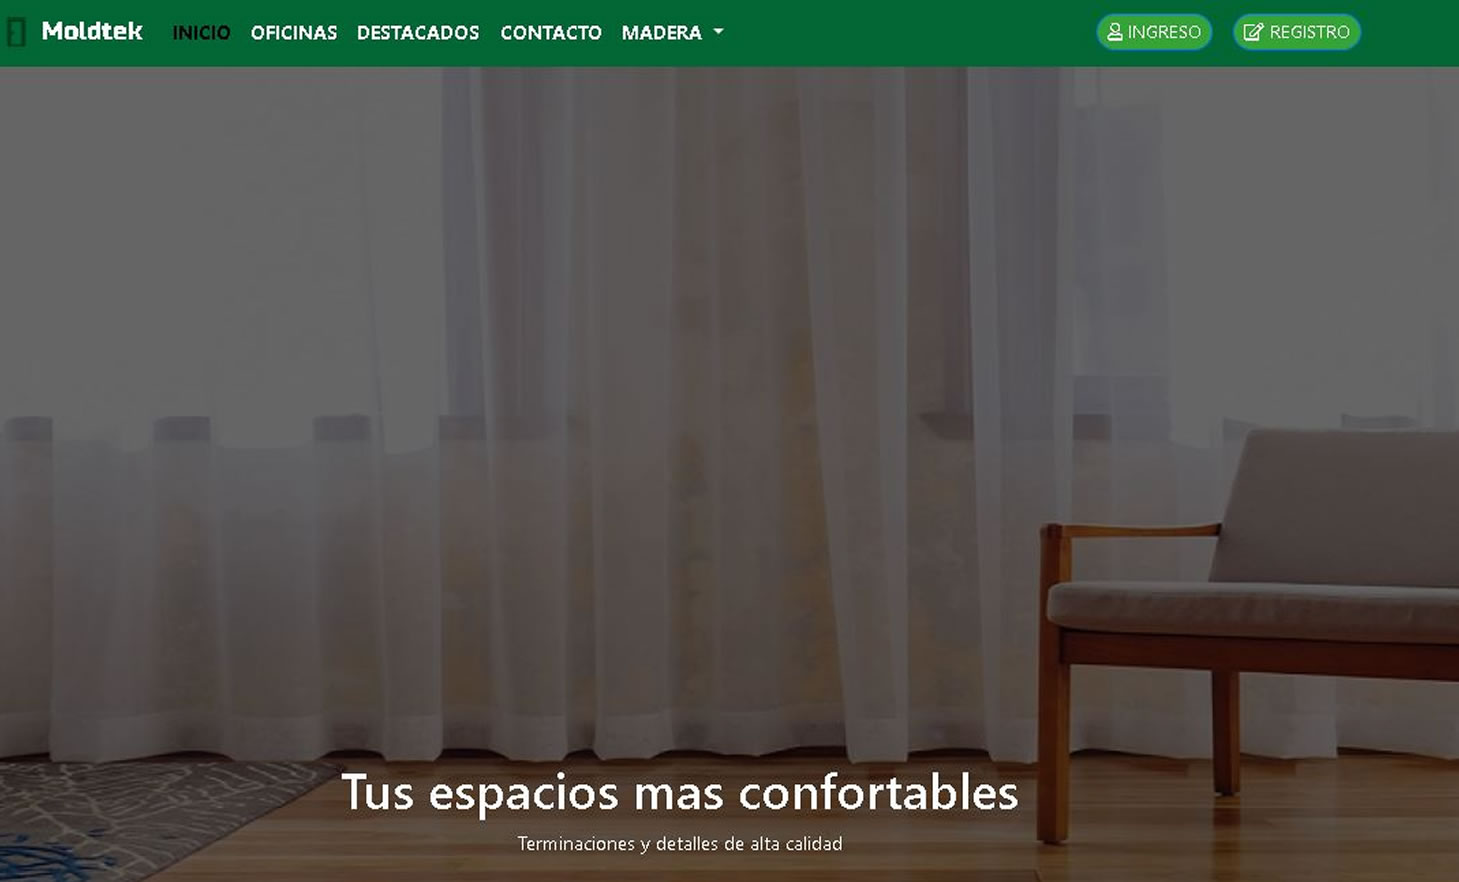 Moldtek INICIO OFICINAS DESTACADOS CONTACTO MADERA INGRESO REGISTRO
Tus espacios mas confortables
Terminaciones y detalles de alta calidad